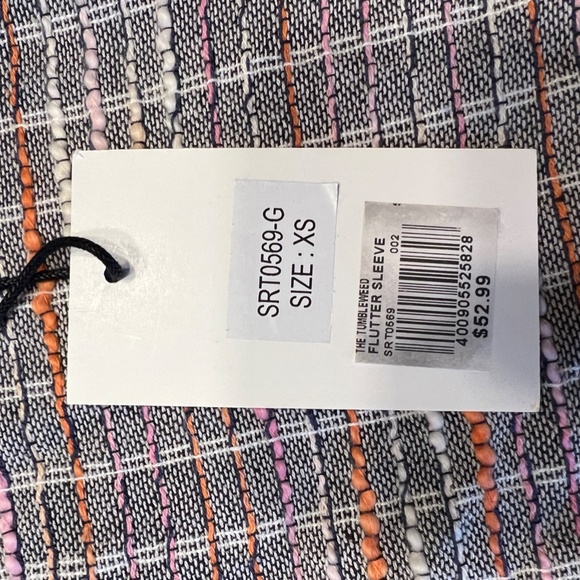 SRT0569-G
SIZE : XS
THE TUMBLEWEED
FLUTTER SLEEVE
SRT0569 002
400905525828
$52.99